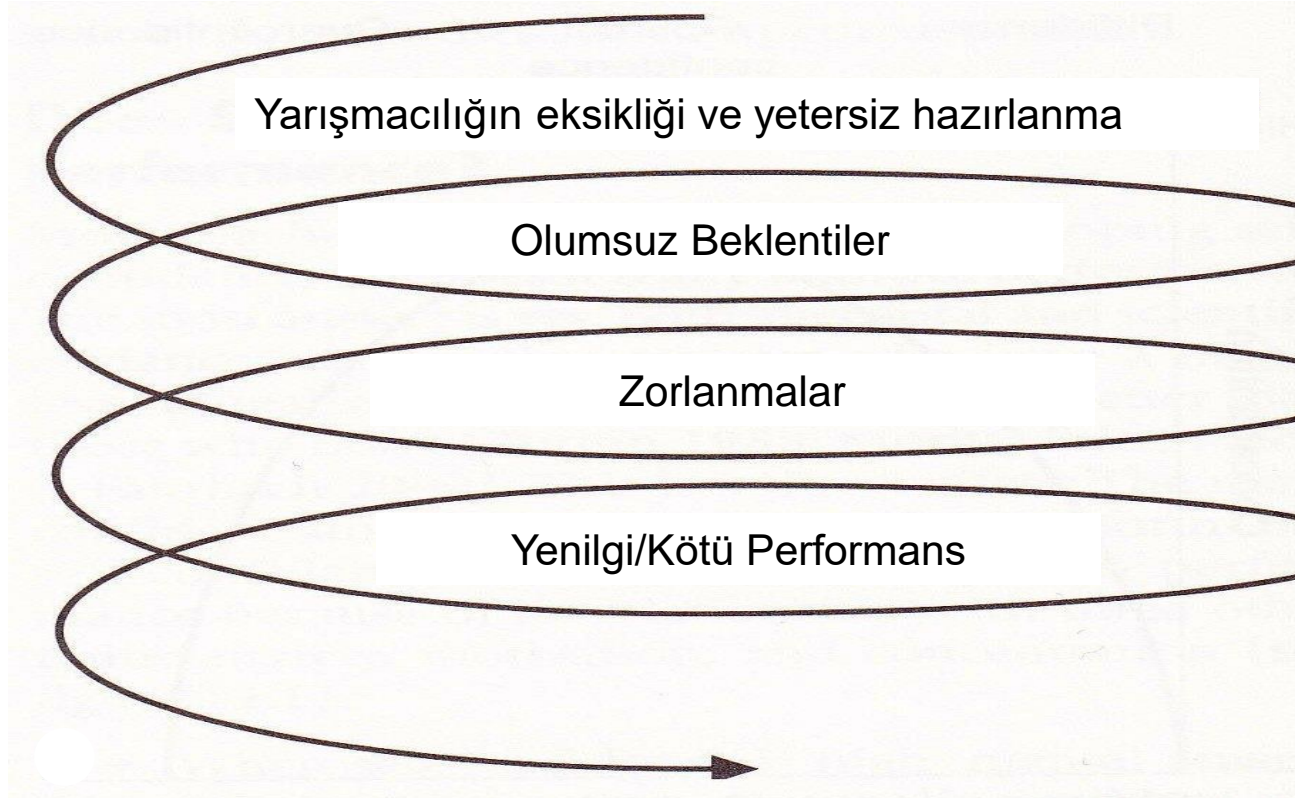 Yarışmacılığın eksikliği ve yetersiz hazırlanma
Olumsuz Beklentiler
Zorlanmalar
Yenilgi/Kötü Performans